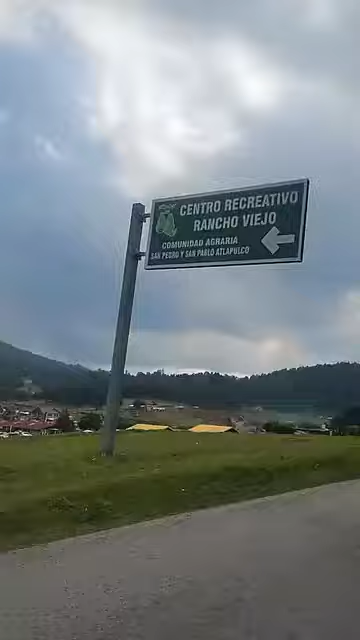 CENTRO RECREATIVO
RANCHO VIEJO
COMUNIDAD AGRARIA
SAN PEDRO Y SAN PABLO ATLAPULCO